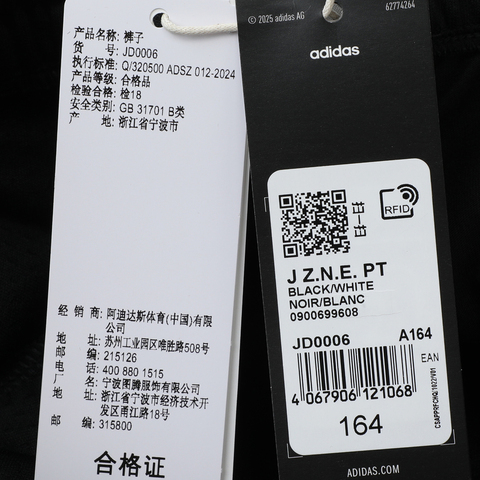 产品名称: 裤子
货 号: JD0006
执行标准: Q/320500 ADSZ 012-2024
产品等级: 合格品
检验合格: 检18
安全类别: GB 31701 B类
产 地: 浙江省宁波市
经 销 商: 阿迪达斯体育(中国)有限
公司
地 址: 苏州工业园区唯胜路508号
邮 编: 215126
电 话: 400 880 1515
厂 名: 宁波图腾服饰有限公司
地 址: 浙江省宁波市经济技术开
发区甬江路18号
邮 编: 315800
合格证
© 2025 adidas AG
62774264
adidas
RFID
J Z.N.E. PT
BLACK/WHITE
NOIR/BLANC
0900699608
JD0006 A164
EAN
4 067906 121068
164
ADIDAS.COM